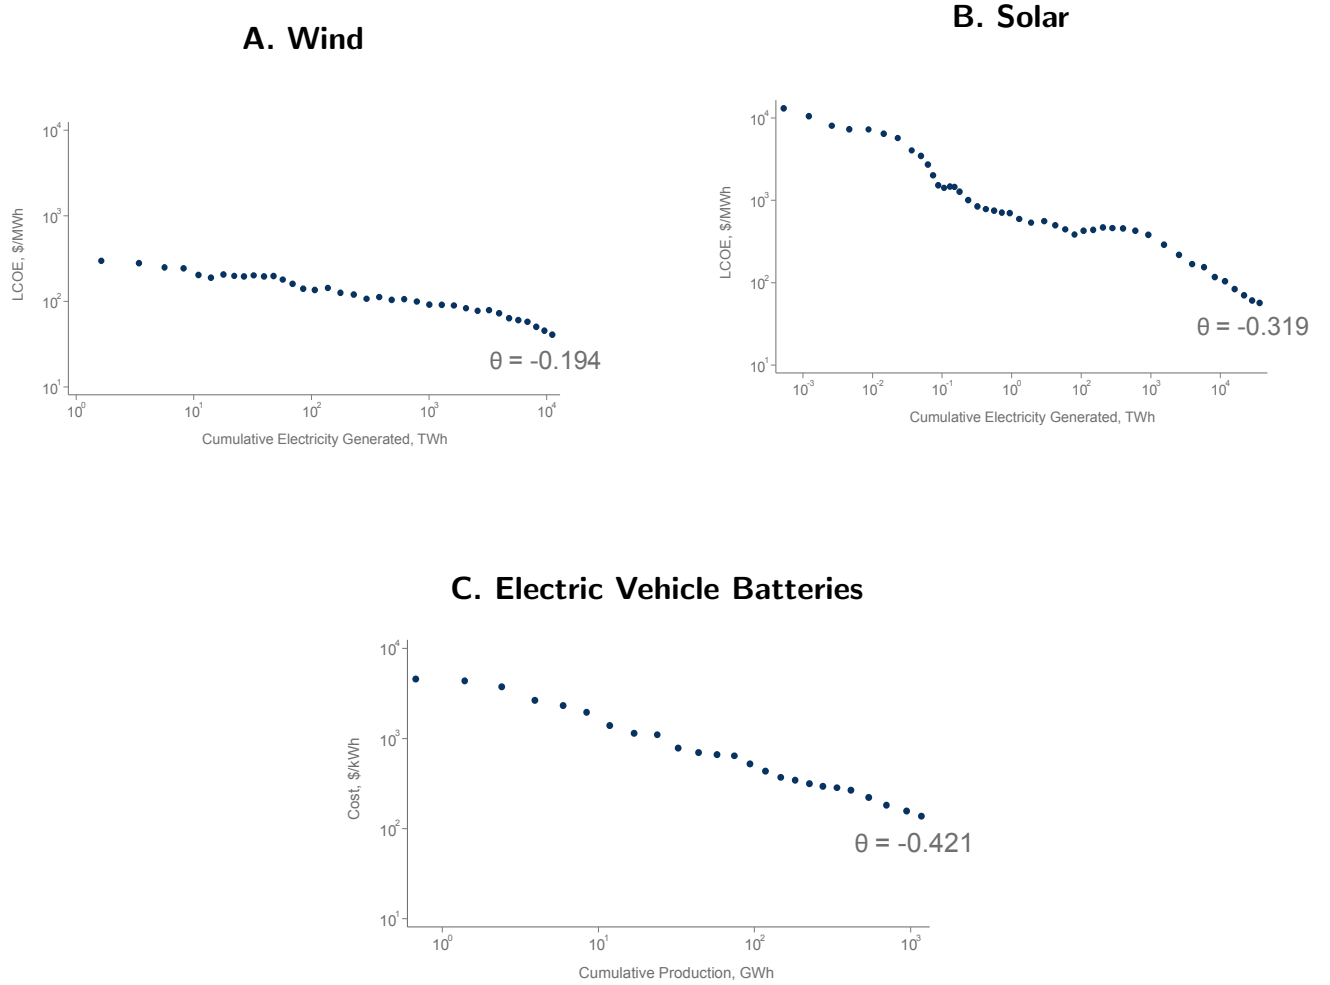 A. Wind
B. Solar
LCOE, $/MWh
10⁴
10³
10²
10¹
10⁰
10¹
10²
10³
10⁴
θ = -0.194
Cumulative Electricity Generated, TWh
LCOE, $/MWh
10⁴
10³
10²
10¹
10⁻³
10⁻²
10⁻¹
10⁰
10²
10³
10⁴
θ = -0.319
Cumulative Electricity Generated, TWh
C. Electric Vehicle Batteries
Cost, $/kWh
10⁴
10³
10²
10¹
10⁰
10¹
10²
10³
θ = -0.421
Cumulative Production, GWh